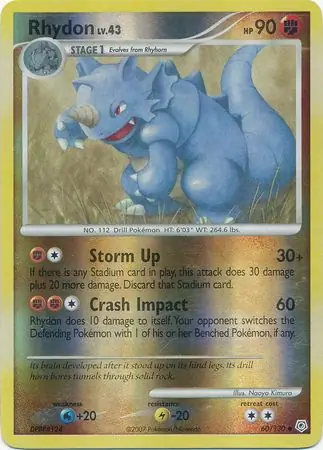 Rhydon LV.43 HP 90
STAGE 1 Evolves from Rhyhorn
NO. 112 Drill Pokémon. HT: 6'03" WT: 264.6 lbs.
Storm Up 30+
If there is any Stadium card in play, this attack does 30 damage
plus 20 more damage. Discard that Stadium card.
Crash Impact 60
Rhydon does 10 damage to itself. Your opponent switches the
Defending Pokémon with 1 of his or her Benched Pokémon, if any.
Its brain developed after it stood up on its hind legs. Its drill
horn bores tunnels through solid rock.
Illus. Naoyo Kimura
weakness resistance retreat cost
+20 -20
©2007 Pokémon/Nintendo 60/130